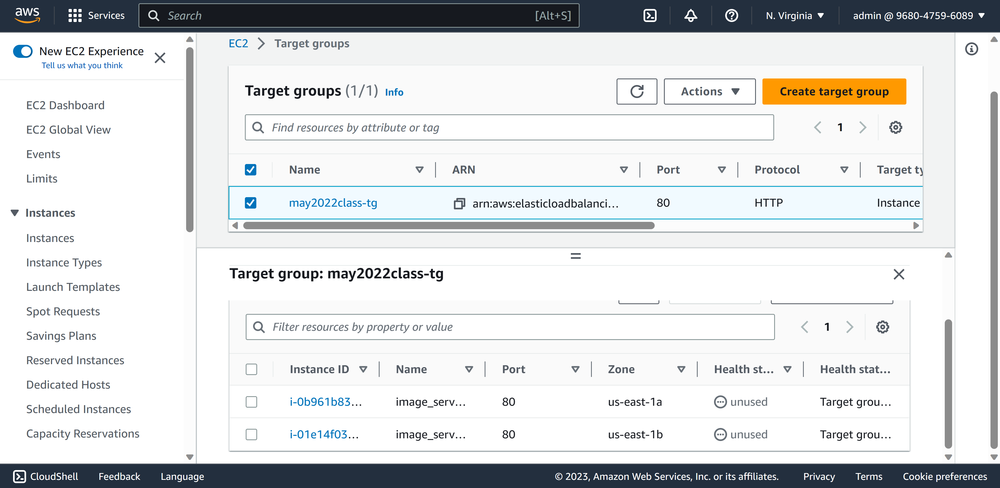 aws
Services
Search
[Alt+S]
N. Virginia
admin @ 9680-4759-6089
New EC2 Experience
Tell us what you think
EC2 Dashboard
EC2 Global View
Events
Limits
Instances
Instances
Instance Types
Launch Templates
Spot Requests
Savings Plans
Reserved Instances
Dedicated Hosts
Scheduled Instances
Capacity Reservations
EC2 > Target groups
Target groups (1/1) Info
Actions
Create target group
Find resources by attribute or tag
1
Name ARN Port Protocol Target ty
may2022class-tg arn:aws:elasticloadbalanci... 80 HTTP Instance
Target group: may2022class-tg
Filter resources by property or value
1
Instance ID Name Port Zone Health st... Health stat...
i-0b961b83... image_serv... 80 us-east-1a unused Target grou...
i-01e14f03... image_serv... 80 us-east-1b unused Target grou...
CloudShell Feedback Language © 2023, Amazon Web Services, Inc. or its affiliates. Privacy Terms Cookie preferences